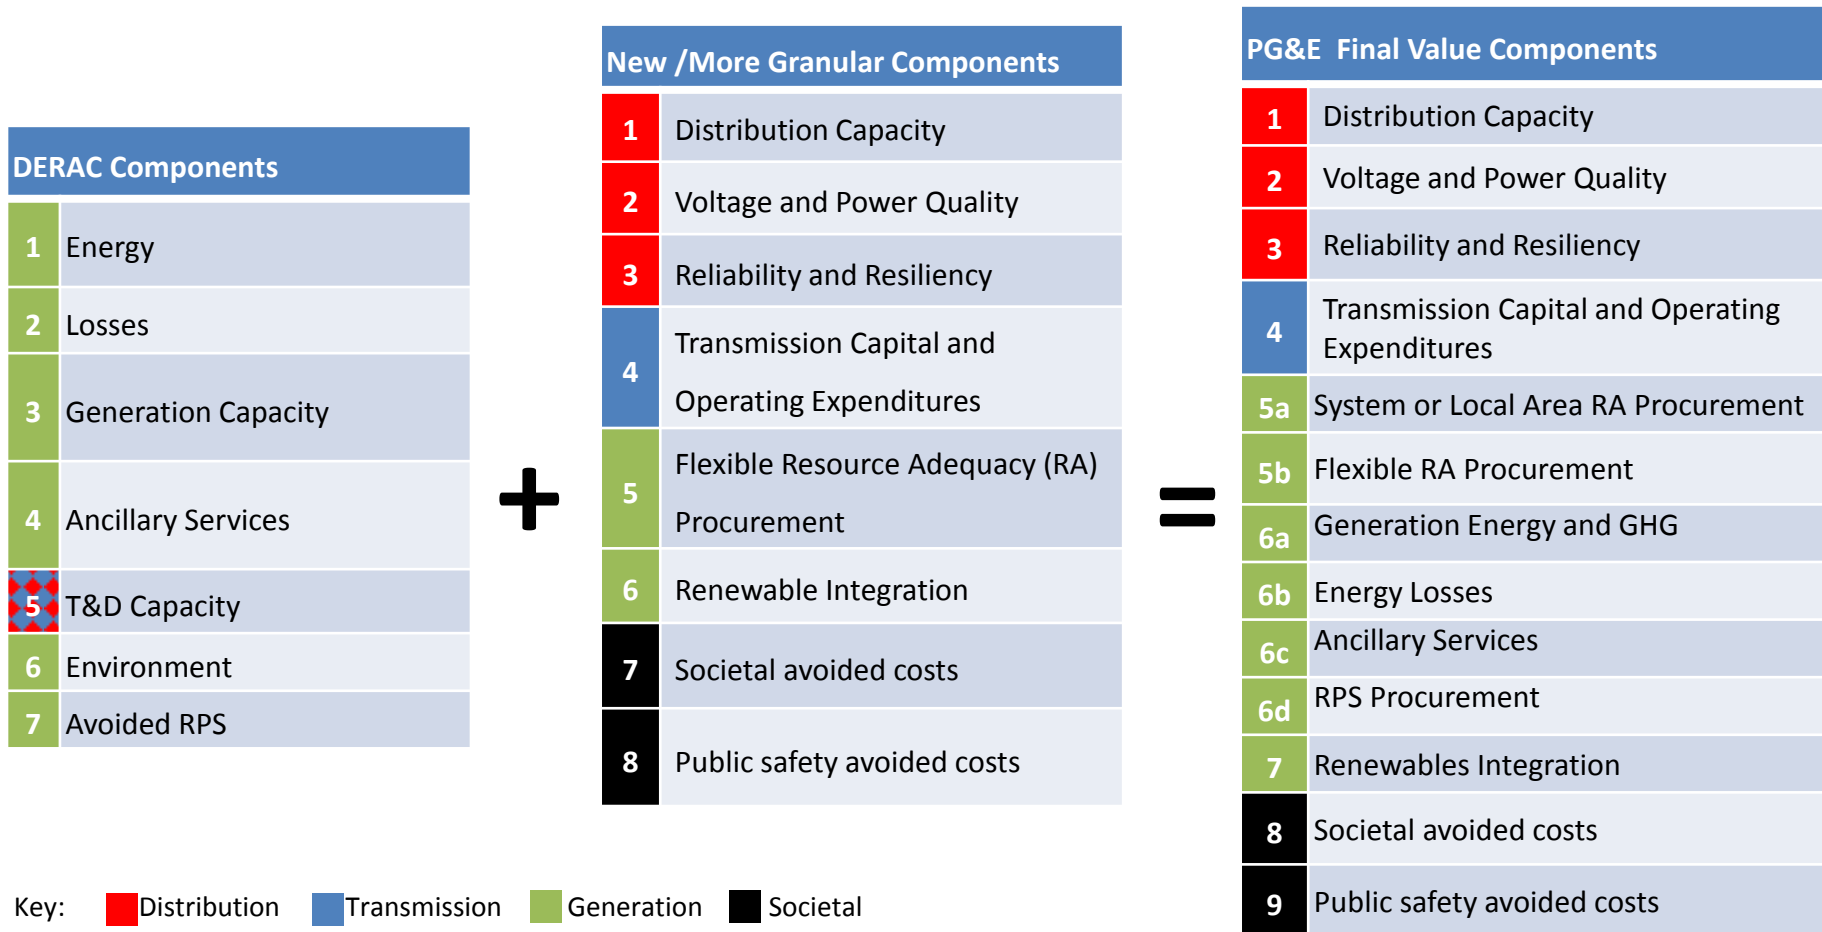 DERAC Components
1 Energy
2 Losses
3 Generation Capacity
4 Ancillary Services
5 T&D Capacity
6 Environment
7 Avoided RPS
+
New /More Granular Components
1 Distribution Capacity
2 Voltage and Power Quality
3 Reliability and Resiliency
4 Transmission Capital and
Operating Expenditures
5 Flexible Resource Adequacy (RA)
Procurement
6 Renewable Integration
7 Societal avoided costs
8 Public safety avoided costs
=
PG&E Final Value Components
1 Distribution Capacity
2 Voltage and Power Quality
3 Reliability and Resiliency
4 Transmission Capital and Operating
Expenditures
5a System or Local Area RA Procurement
5b Flexible RA Procurement
6a Generation Energy and GHG
6b Energy Losses
6c Ancillary Services
6d RPS Procurement
7 Renewables Integration
8 Societal avoided costs
9 Public safety avoided costs
Key: Distribution Transmission Generation Societal